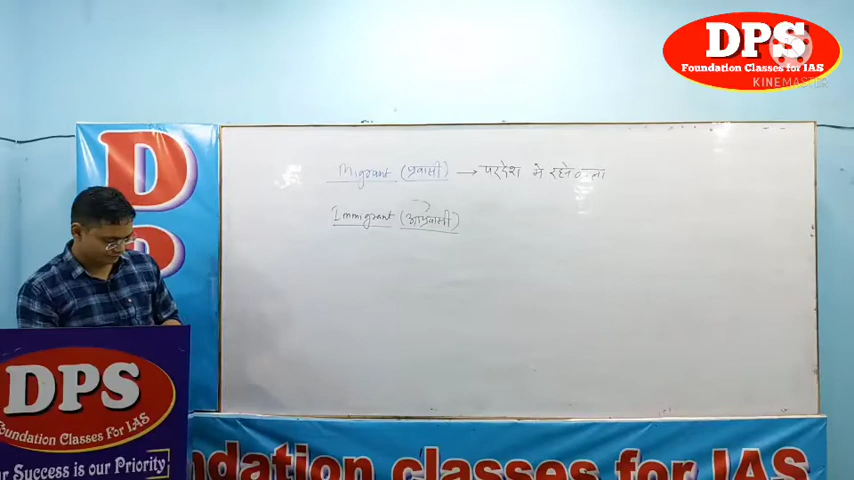 DPS
Foundation Classes for IAS
KINEMASTER
D
Migrant (प्रवासी) → परदेश मे रहने वाला
Immigrant (आप्रवासी)
DPS
Foundation Classes For IAS
r Success is our Priority
ndation classes for IAS